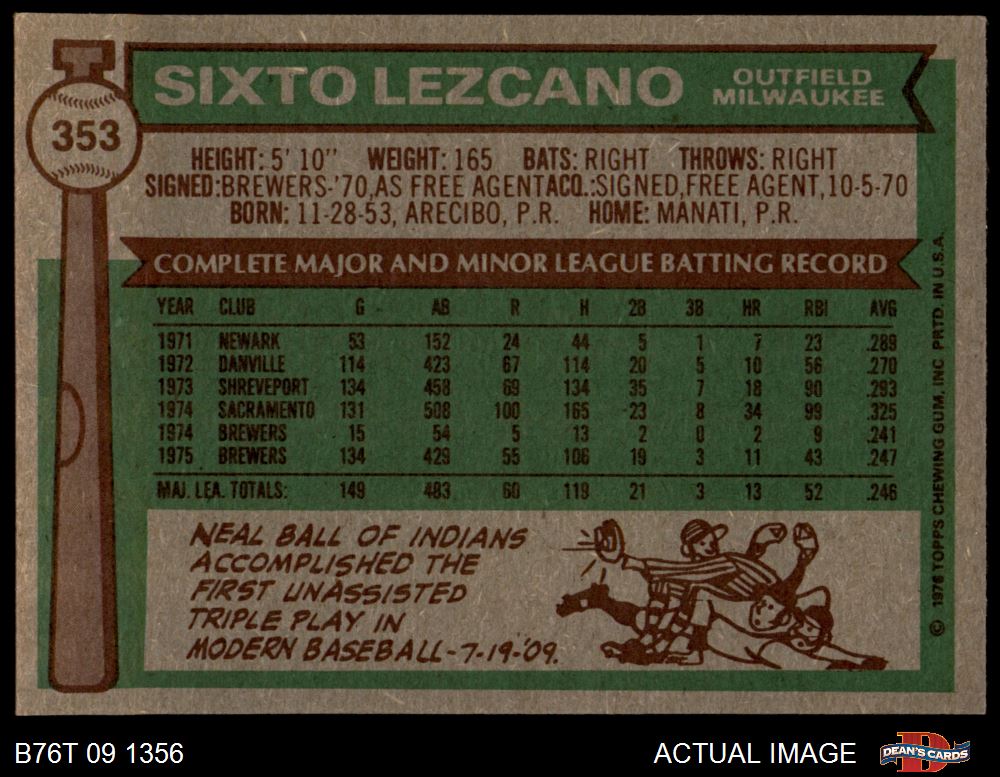 353
SIXTO LEZCANO
OUTFIELD
MILWAUKEE
HEIGHT: 5' 10" WEIGHT: 165 BATS: RIGHT THROWS: RIGHT
SIGNED:BREWERS-'70,AS FREE AGENT ACQ.:SIGNED,FREE AGENT,10-5-70
BORN: 11-28-53, ARECIBO, P.R. HOME: MANATI, P.R.
COMPLETE MAJOR AND MINOR LEAGUE BATTING RECORD
YEAR CLUB G AB R H 2B 3B HR RBI AVG
1971 NEWARK 53 152 24 44 5 1 7 23 .289
1972 DANVILLE 114 423 67 114 20 5 10 56 .270
1973 SHREVEPORT 134 458 69 134 35 7 18 90 .293
1974 SACRAMENTO 131 508 100 165 23 8 34 99 .325
1974 BREWERS 15 54 5 13 2 0 2 9 .241
1975 BREWERS 134 429 55 106 19 3 11 43 .247
MAJ. LEA. TOTALS: 149 483 60 119 21 3 13 52 .246
NEAL BALL OF INDIANS
ACCOMPLISHED THE
FIRST UNASSISTED
TRIPLE PLAY IN
MODERN BASEBALL-7-19-'09.
© 1976 TOPPS CHEWING GUM, INC PRTD. IN U.S.A.
B76T 09 1356
ACTUAL IMAGE
DEAN'S CARDS